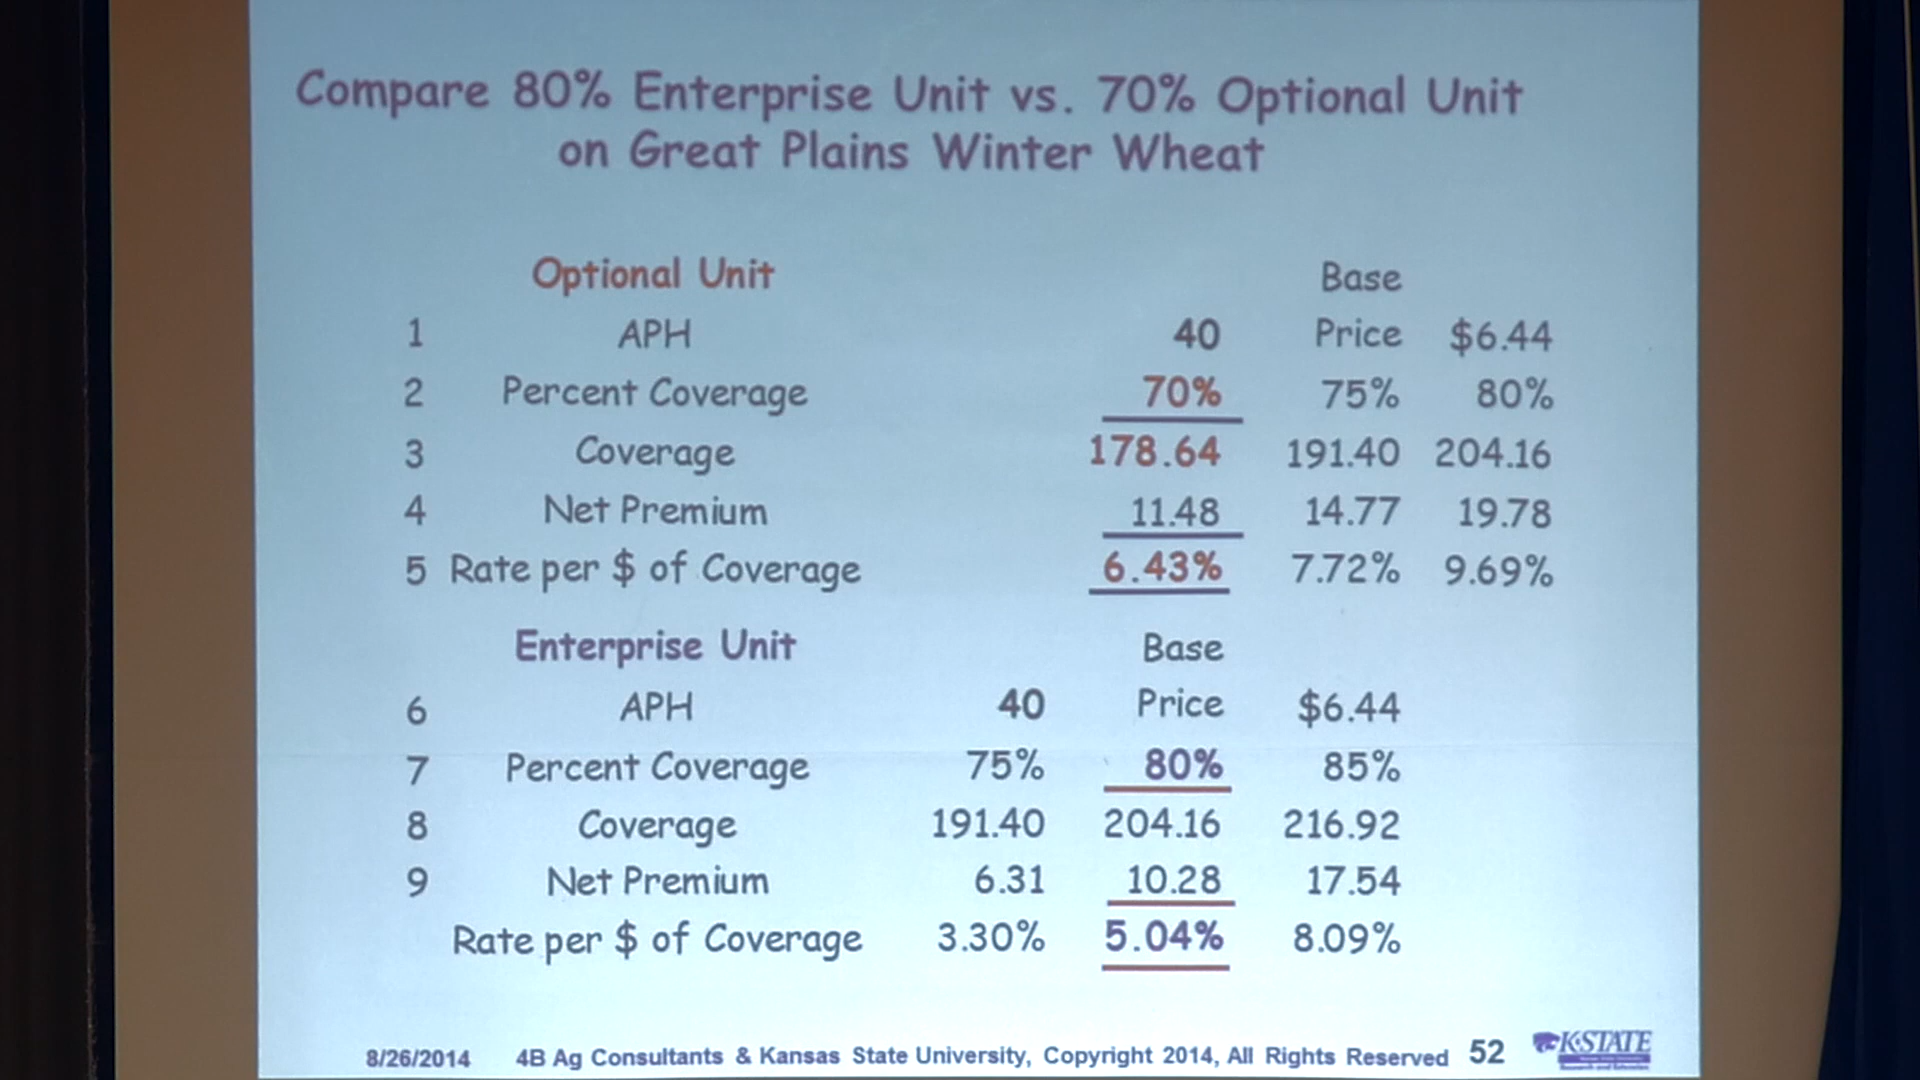 Compare 80% Enterprise Unit vs. 70% Optional Unit
on Great Plains Winter Wheat
Optional Unit Base
1 APH 40 Price $6.44
2 Percent Coverage 70% 75% 80%
3 Coverage 178.64 191.40 204.16
4 Net Premium 11.48 14.77 19.78
5 Rate per $ of Coverage 6.43% 7.72% 9.69%
Enterprise Unit Base
6 APH 40 Price $6.44
7 Percent Coverage 75% 80% 85%
8 Coverage 191.40 204.16 216.92
9 Net Premium 6.31 10.28 17.54
Rate per $ of Coverage 3.30% 5.04% 8.09%
8/26/2014 4B Ag Consultants & Kansas State University, Copyright 2014, All Rights Reserved 52 K-STATE